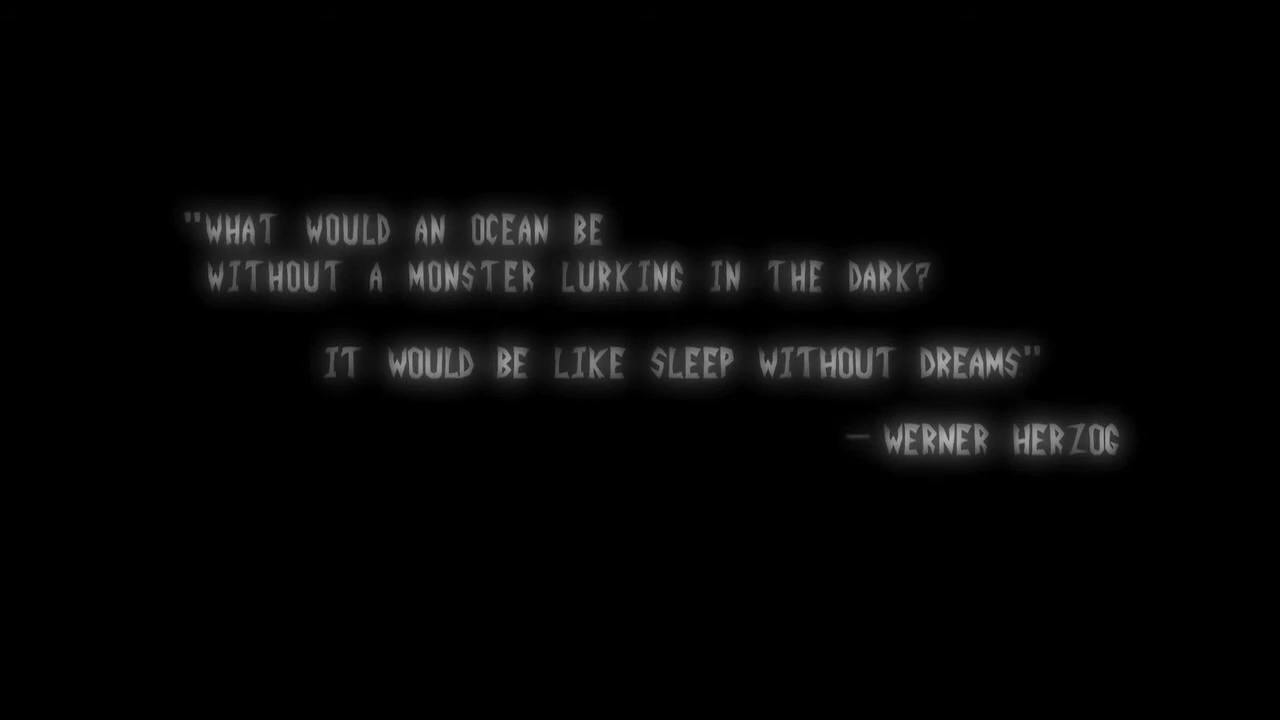 "WHAT WOULD AN OCEAN BE
WITHOUT A MONSTER LURKING IN THE DARK?
IT WOULD BE LIKE SLEEP WITHOUT DREAMS"
— WERNER HERZOG